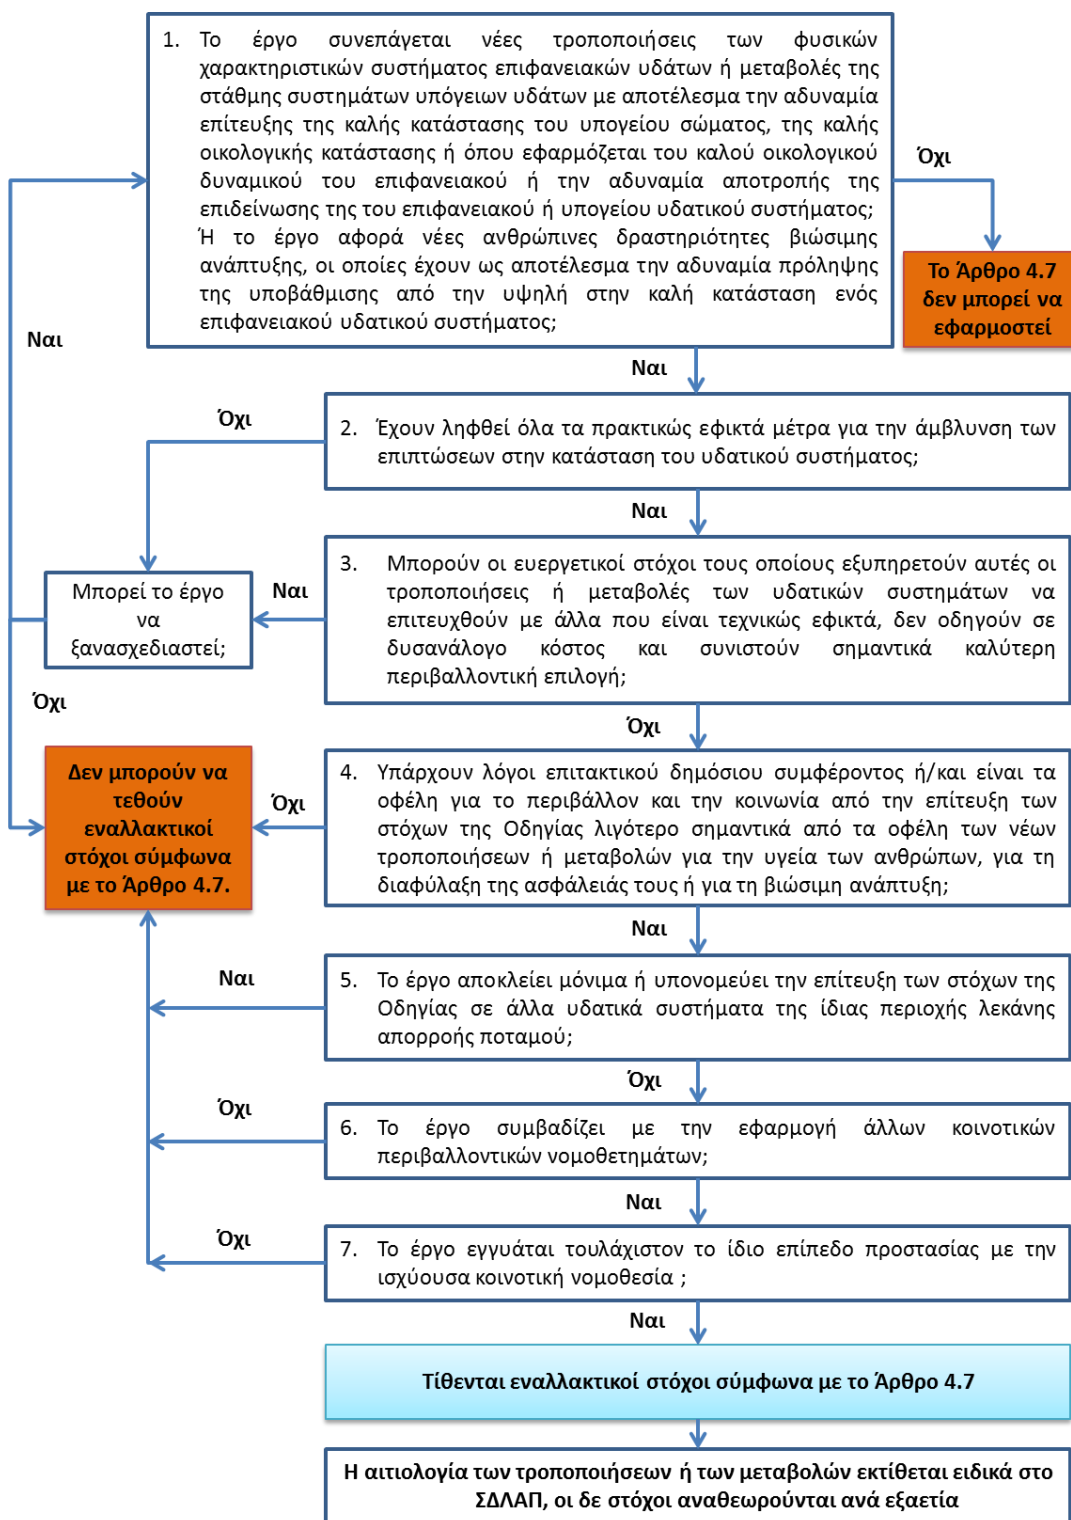 1. Το έργο συνεπάγεται νέες τροποποιήσεις των φυσικών
χαρακτηριστικών συστήματος επιφανειακών υδάτων ή μεταβολές της
στάθμης συστημάτων υπόγειων υδάτων με αποτέλεσμα την αδυναμία
επίτευξης της καλής κατάστασης του υπογείου σώματος, της καλής
οικολογικής κατάστασης ή όπου εφαρμόζεται του καλού οικολογικού
δυναμικού του επιφανειακού ή την αδυναμία αποτροπής της
επιδείνωσης της του επιφανειακού ή υπογείου υδατικού συστήματος;
Ή το έργο αφορά νέες ανθρώπινες δραστηριότητες βιώσιμης
ανάπτυξης, οι οποίες έχουν ως αποτέλεσμα την αδυναμία πρόληψης
της υποβάθμισης από την υψηλή στην καλή κατάσταση ενός
επιφανειακού υδατικού συστήματος;
Όχι
Το Άρθρο 4.7
δεν μπορεί να
εφαρμοστεί
Ναι
Ναι
Όχι
2. Έχουν ληφθεί όλα τα πρακτικώς εφικτά μέτρα για την άμβλυνση των
επιπτώσεων στην κατάσταση του υδατικού συστήματος;
Ναι
Μπορεί το έργο
να
ξανασχεδιαστεί;
Ναι
3. Μπορούν οι ευεργετικοί στόχοι τους οποίους εξυπηρετούν αυτές οι
τροποποιήσεις ή μεταβολές των υδατικών συστημάτων να
επιτευχθούν με άλλα που είναι τεχνικώς εφικτά, δεν οδηγούν σε
δυσανάλογο κόστος και συνιστούν σημαντικά καλύτερη
περιβαλλοντική επιλογή;
Όχι
Όχι
Δεν μπορούν να
τεθούν
εναλλακτικοί
στόχοι σύμφωνα
με το Άρθρο 4.7.
Όχι
4. Υπάρχουν λόγοι επιτακτικού δημόσιου συμφέροντος ή/και είναι τα
οφέλη για το περιβάλλον και την κοινωνία από την επίτευξη των
στόχων της Οδηγίας λιγότερο σημαντικά από τα οφέλη των νέων
τροποποιήσεων ή μεταβολών για την υγεία των ανθρώπων, για τη
διαφύλαξη της ασφάλειάς τους ή για τη βιώσιμη ανάπτυξη;
Ναι
Ναι
5. Το έργο αποκλείει μόνιμα ή υπονομεύει την επίτευξη των στόχων της
Οδηγίας σε άλλα υδατικά συστήματα της ίδιας περιοχής λεκάνης
απορροής ποταμού;
Όχι
Όχι
6. Το έργο συμβαδίζει με την εφαρμογή άλλων κοινοτικών
περιβαλλοντικών νομοθετημάτων;
Ναι
Όχι
7. Το έργο εγγυάται τουλάχιστον το ίδιο επίπεδο προστασίας με την
ισχύουσα κοινοτική νομοθεσία ;
Ναι
Τίθενται εναλλακτικοί στόχοι σύμφωνα με το Άρθρο 4.7
Η αιτιολογία των τροποποιήσεων ή των μεταβολών εκτίθεται ειδικά στο
ΣΔΛΑΠ, οι δε στόχοι αναθεωρούνται ανά εξαετία